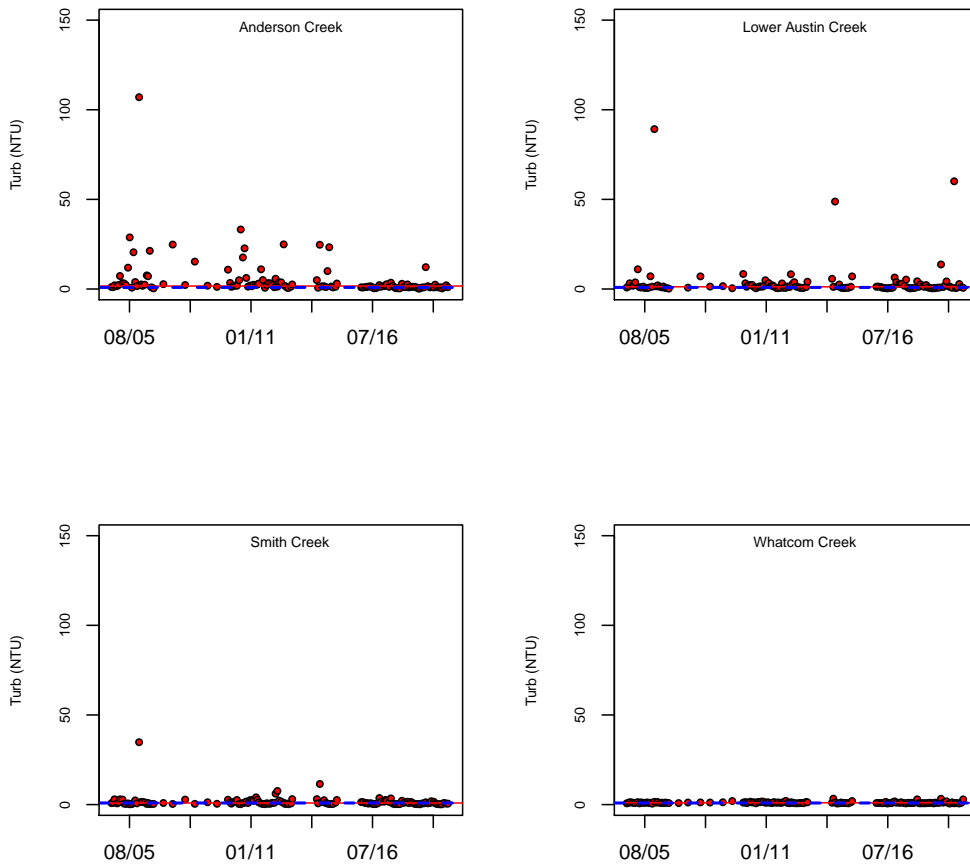 Anderson Creek
Turb (NTU)
150
100
50
0
08/05 01/11 07/16
Lower Austin Creek
Turb (NTU)
150
100
50
0
08/05 01/11 07/16
Smith Creek
Turb (NTU)
150
100
50
0
08/05 01/11 07/16
Whatcom Creek
Turb (NTU)
150
100
50
0
08/05 01/11 07/16